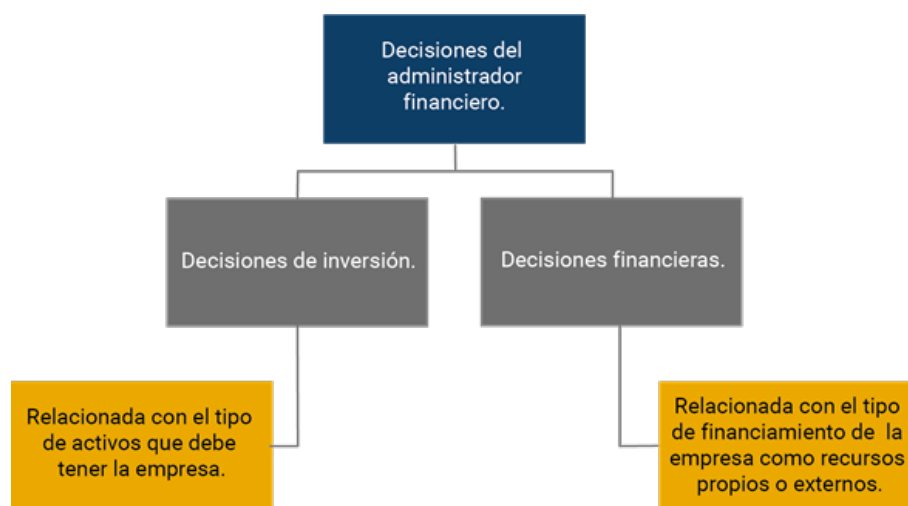 Decisiones del
administrador
financiero.
Decisiones de inversión.
Decisiones financieras.
Relacionada con el tipo
de activos que debe
tener la empresa.
Relacionada con el tipo
de financiamiento de la
empresa como recursos
propios o externos.